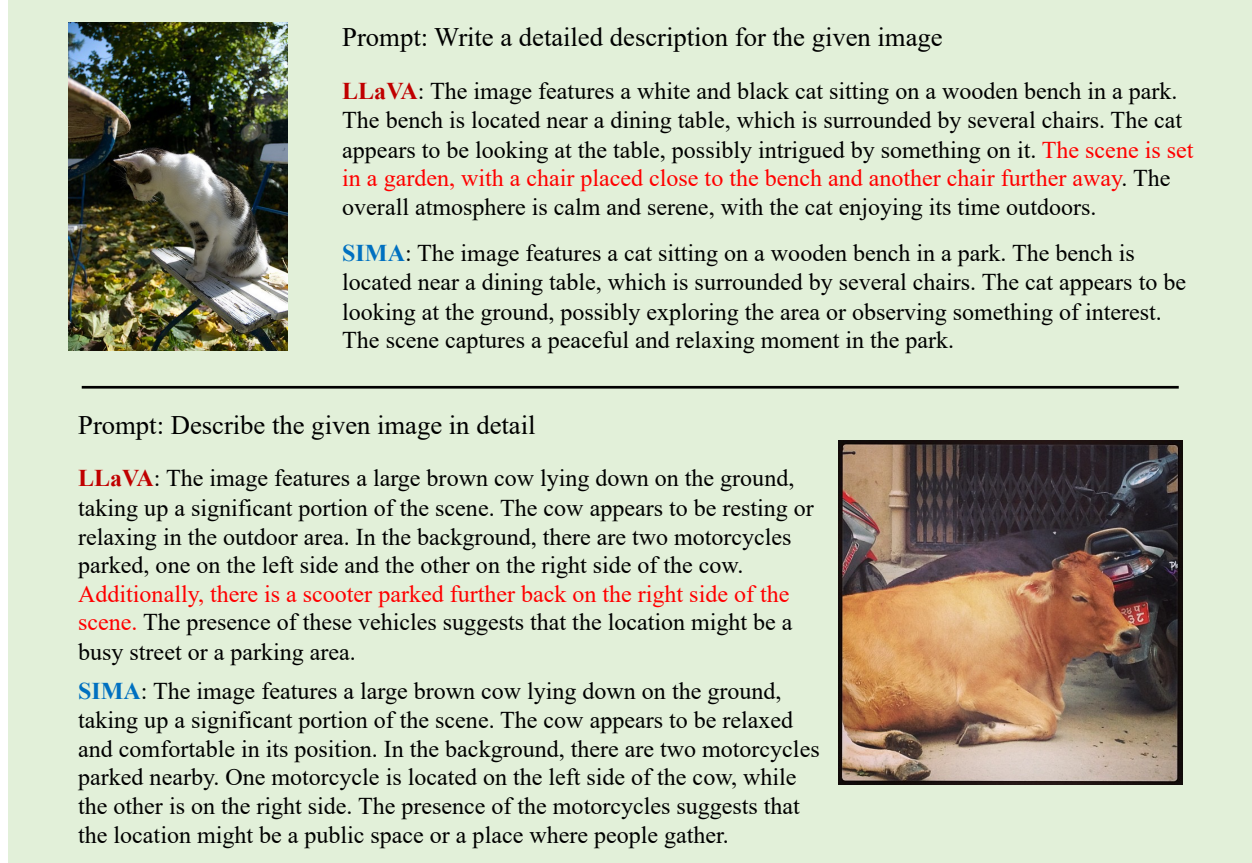 Prompt: Write a detailed description for the given image
LLaVA: The image features a white and black cat sitting on a wooden bench in a park.
The bench is located near a dining table, which is surrounded by several chairs. The cat
appears to be looking at the table, possibly intrigued by something on it. The scene is set
in a garden, with a chair placed close to the bench and another chair further away. The
overall atmosphere is calm and serene, with the cat enjoying its time outdoors.
SIMA: The image features a cat sitting on a wooden bench in a park. The bench is
located near a dining table, which is surrounded by several chairs. The cat appears to be
looking at the ground, possibly exploring the area or observing something of interest.
The scene captures a peaceful and relaxing moment in the park.
Prompt: Describe the given image in detail
LLaVA: The image features a large brown cow lying down on the ground,
taking up a significant portion of the scene. The cow appears to be resting or
relaxing in the outdoor area. In the background, there are two motorcycles
parked, one on the left side and the other on the right side of the cow.
Additionally, there is a scooter parked further back on the right side of the
scene. The presence of these vehicles suggests that the location might be a
busy street or a parking area.
SIMA: The image features a large brown cow lying down on the ground,
taking up a significant portion of the scene. The cow appears to be relaxed
and comfortable in its position. In the background, there are two motorcycles
parked nearby. One motorcycle is located on the left side of the cow, while
the other is on the right side. The presence of the motorcycles suggests that
the location might be a public space or a place where people gather.